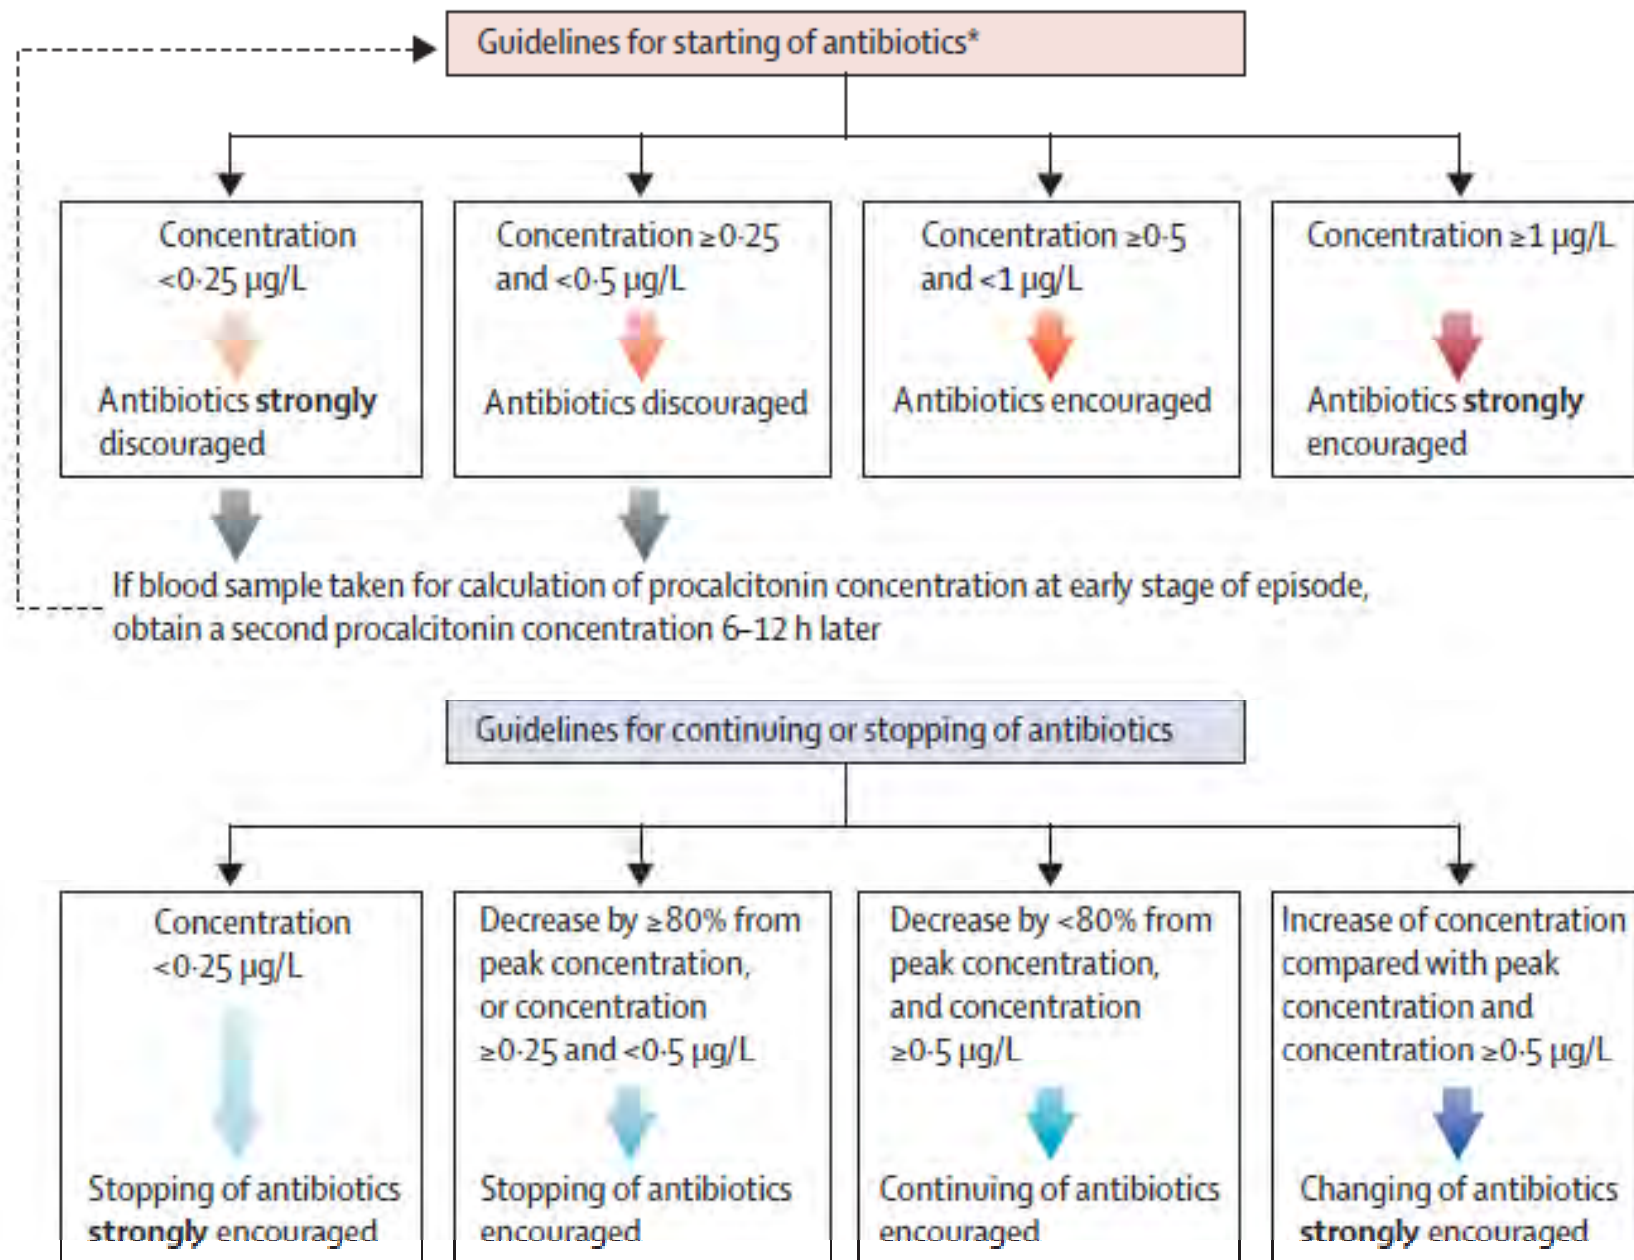 Guidelines for starting of antibiotics*
Concentration
<0·25 µg/L
Antibiotics strongly
discouraged
Concentration ≥0·25
and <0·5 µg/L
Antibiotics discouraged
Concentration ≥0·5
and <1 µg/L
Antibiotics encouraged
Concentration ≥1 µg/L
Antibiotics strongly
encouraged
If blood sample taken for calculation of procalcitonin concentration at early stage of episode,
obtain a second procalcitonin concentration 6–12 h later
Guidelines for continuing or stopping of antibiotics
Concentration
<0·25 µg/L
Stopping of antibiotics
strongly encouraged
Decrease by ≥80% from
peak concentration,
or concentration
≥0·25 and <0·5 µg/L
Stopping of antibiotics
encouraged
Decrease by <80% from
peak concentration,
and concentration
≥0·5 µg/L
Continuing of antibiotics
encouraged
Increase of concentration
compared with peak
concentration and
concentration ≥0·5 µg/L
Changing of antibiotics
strongly encouraged